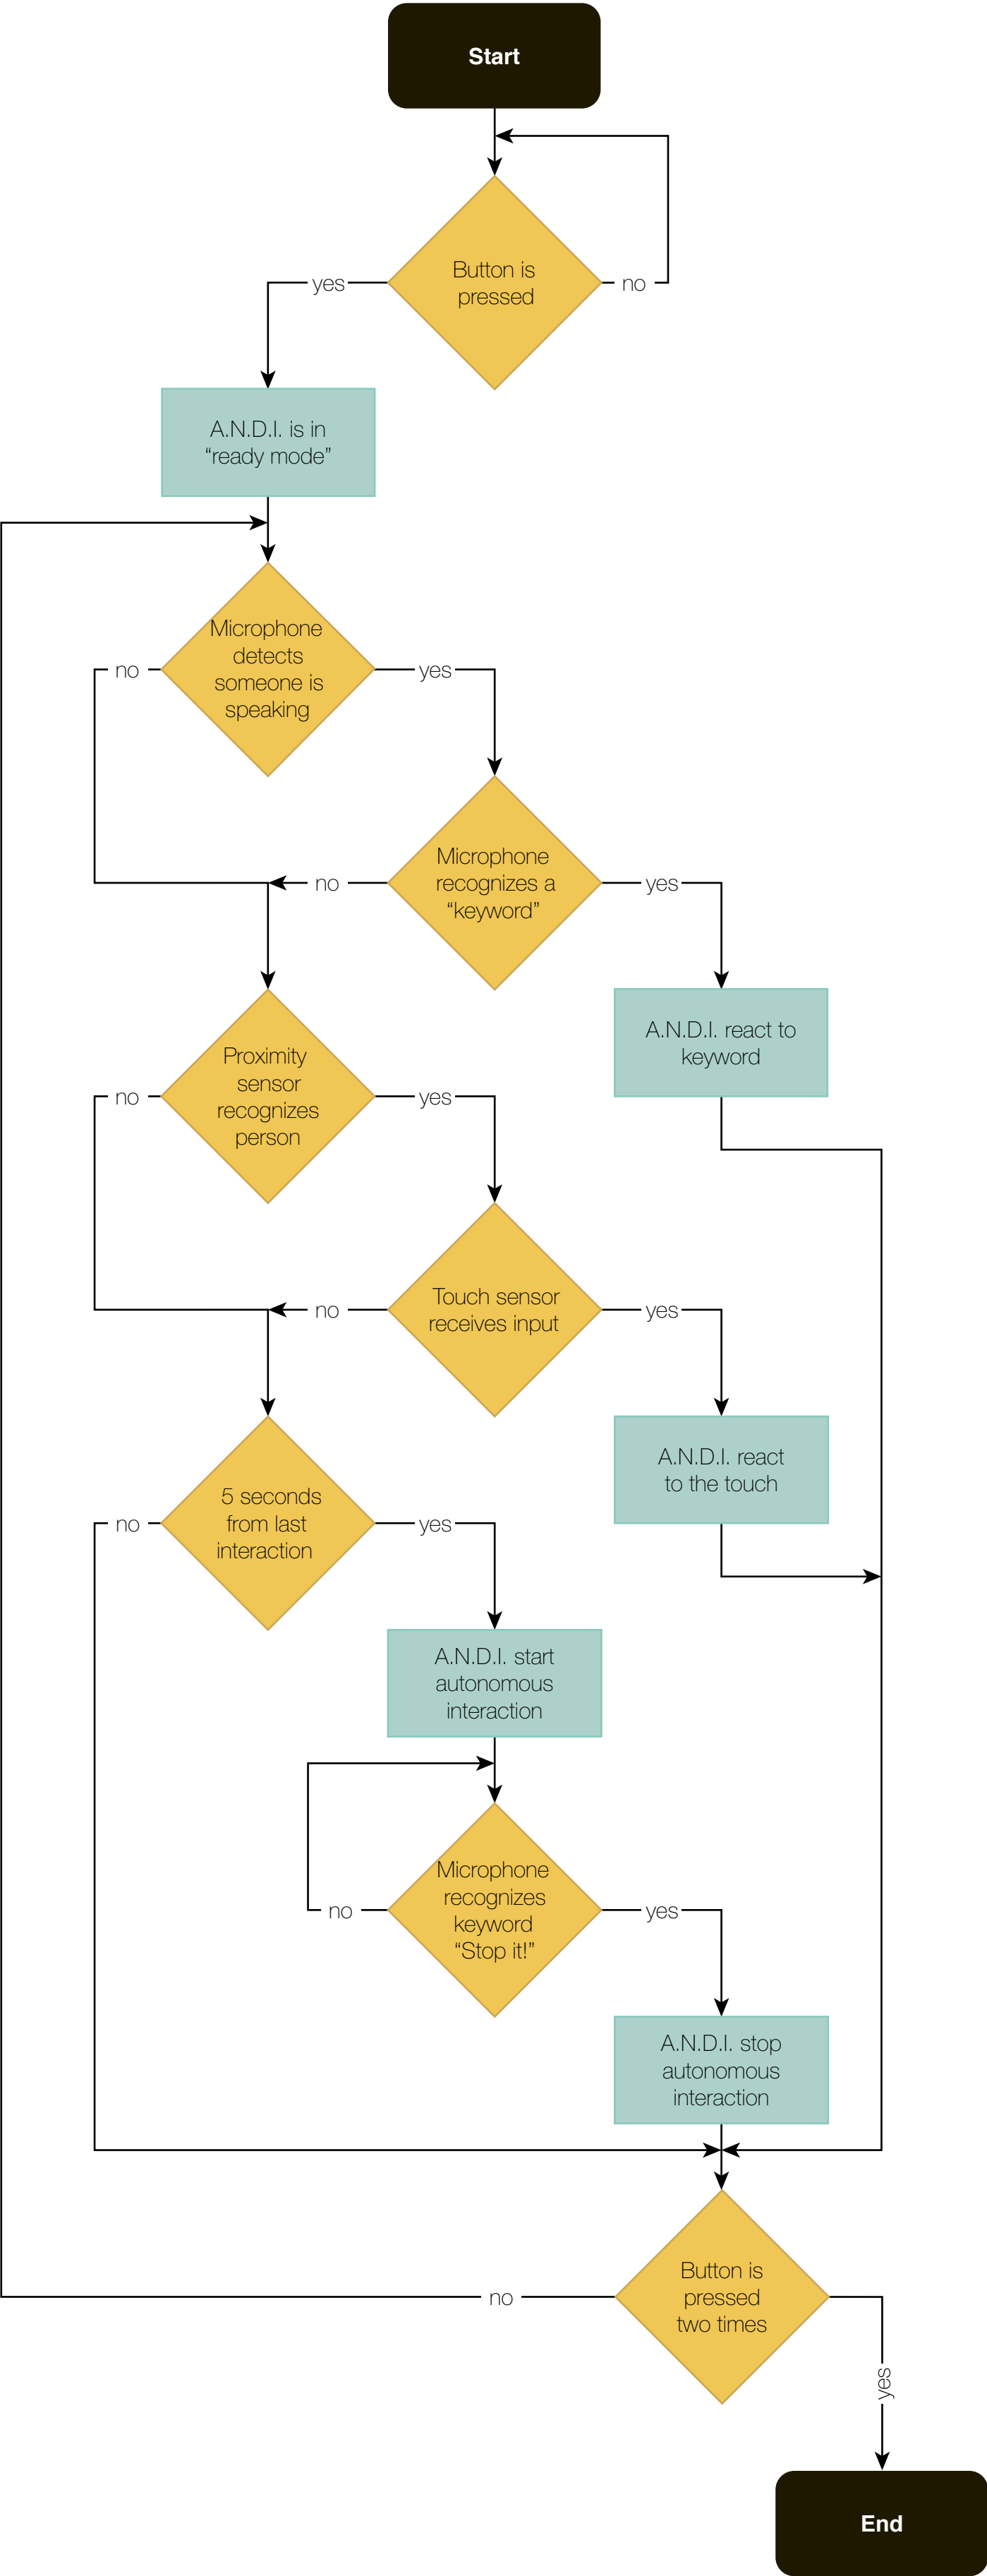 Start
Button is
pressed
yes
no
A.N.D.I. is in
“ready mode”
Microphone
detects
someone is
speaking
no
yes
Microphone
recognizes a
“keyword”
no
yes
A.N.D.I. react to
keyword
Proximity
sensor
recognizes
person
no
yes
Touch sensor
receives input
no
yes
A.N.D.I. react
to the touch
5 seconds
from last
interaction
no
yes
A.N.D.I. start
autonomous
interaction
Microphone
recognizes
keyword
“Stop it!”
no
yes
A.N.D.I. stop
autonomous
interaction
Button is
pressed
two times
no
yes
End